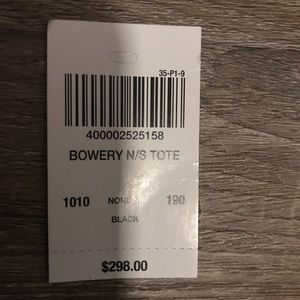 35-P1-9
400002525158
BOWERY N/S TOTE
1010 NONE 190
BLACK
$298.00